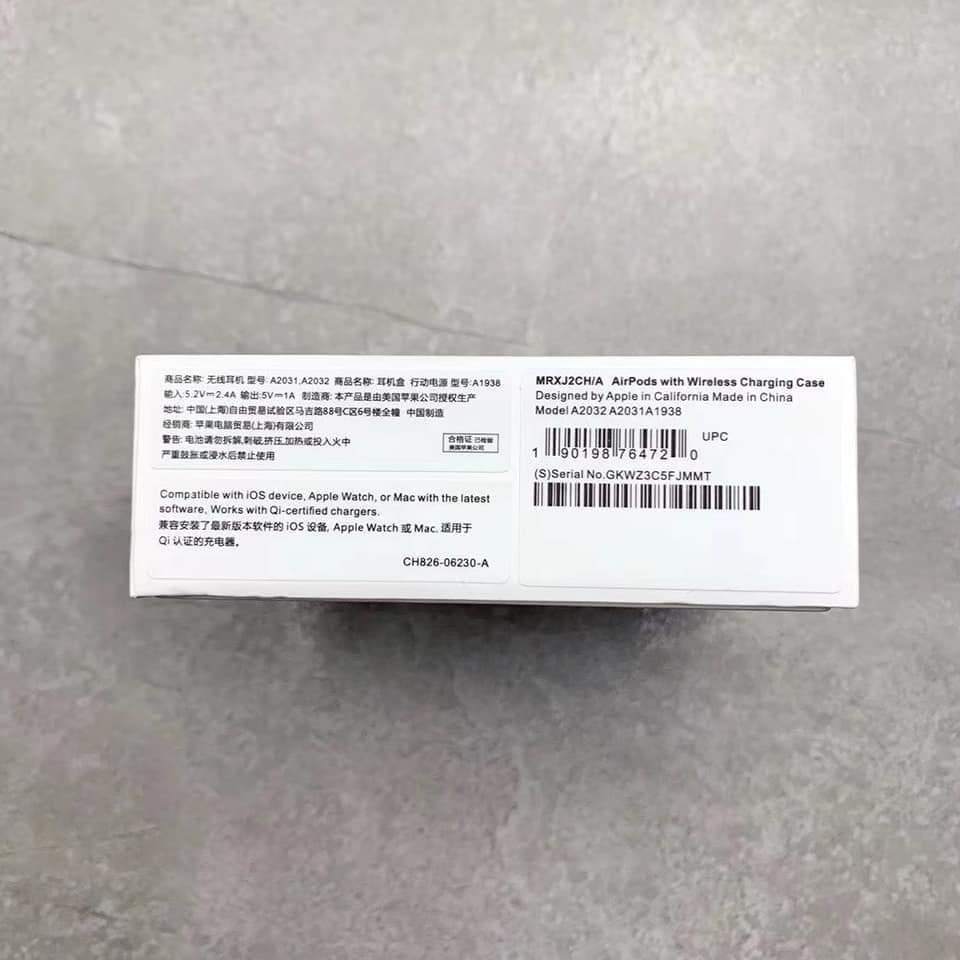 商品名称: 无线耳机 型号: A2031,A2032 商品名称: 耳机盒 行动电源 型号:A1938
输入:5.2V⎓2.4A 输出:5V⎓1A 制造商: 本产品是由美国苹果公司授权生产
地址: 中国(上海)自由贸易试验区马吉路88号C区6号楼全幢 中国制造
经销商: 苹果电脑贸易(上海)有限公司
警告: 电池请勿拆解,刺破,挤压,加热或投入火中
严重鼓胀或浸水后禁止使用
合格证 已检验
美国苹果公司
Compatible with iOS device, Apple Watch, or Mac with the latest
software, Works with Qi-certified chargers.
兼容安装了最新版本软件的 iOS 设备, Apple Watch 或 Mac. 适用于
Qi 认证的充电器。
CH826-06230-A
MRXJ2CH/A AirPods with Wireless Charging Case
Designed by Apple in California Made in China
Model A2032 A2031A1938
UPC
1 90198 76472 0
(S)Serial No.GKWZ3C5FJMMT